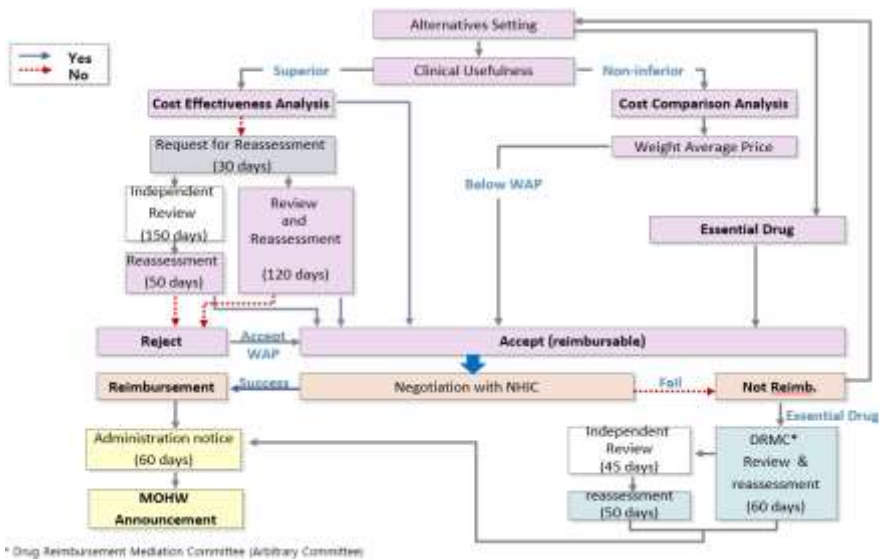 Alternatives Setting
Yes
No
Superior
Clinical Usefulness
Non-inferior
Cost Effectiveness Analysis
Cost Comparison Analysis
Request for Reassessment
(30 days)
Weight Average Price
Independent
Review
(150 days)
Review
and
Reassessment
(120 days)
Below WAP
Essential Drug
Reassessment
(50 days)
Reject
Accept
WAP
Accept (reimbursable)
Reimbursement
Success
Negotiation with NHIC
Fail
Not Reimb.
Essential Drug
Administration notice
(60 days)
Independent
Review
(45 days)
DRMC*
Review &
reassessment
(60 days)
MOHW
Announcement
reassessment
(50 days)
* Drug Reimbursement Mediation Committee (Arbitrary Committee)